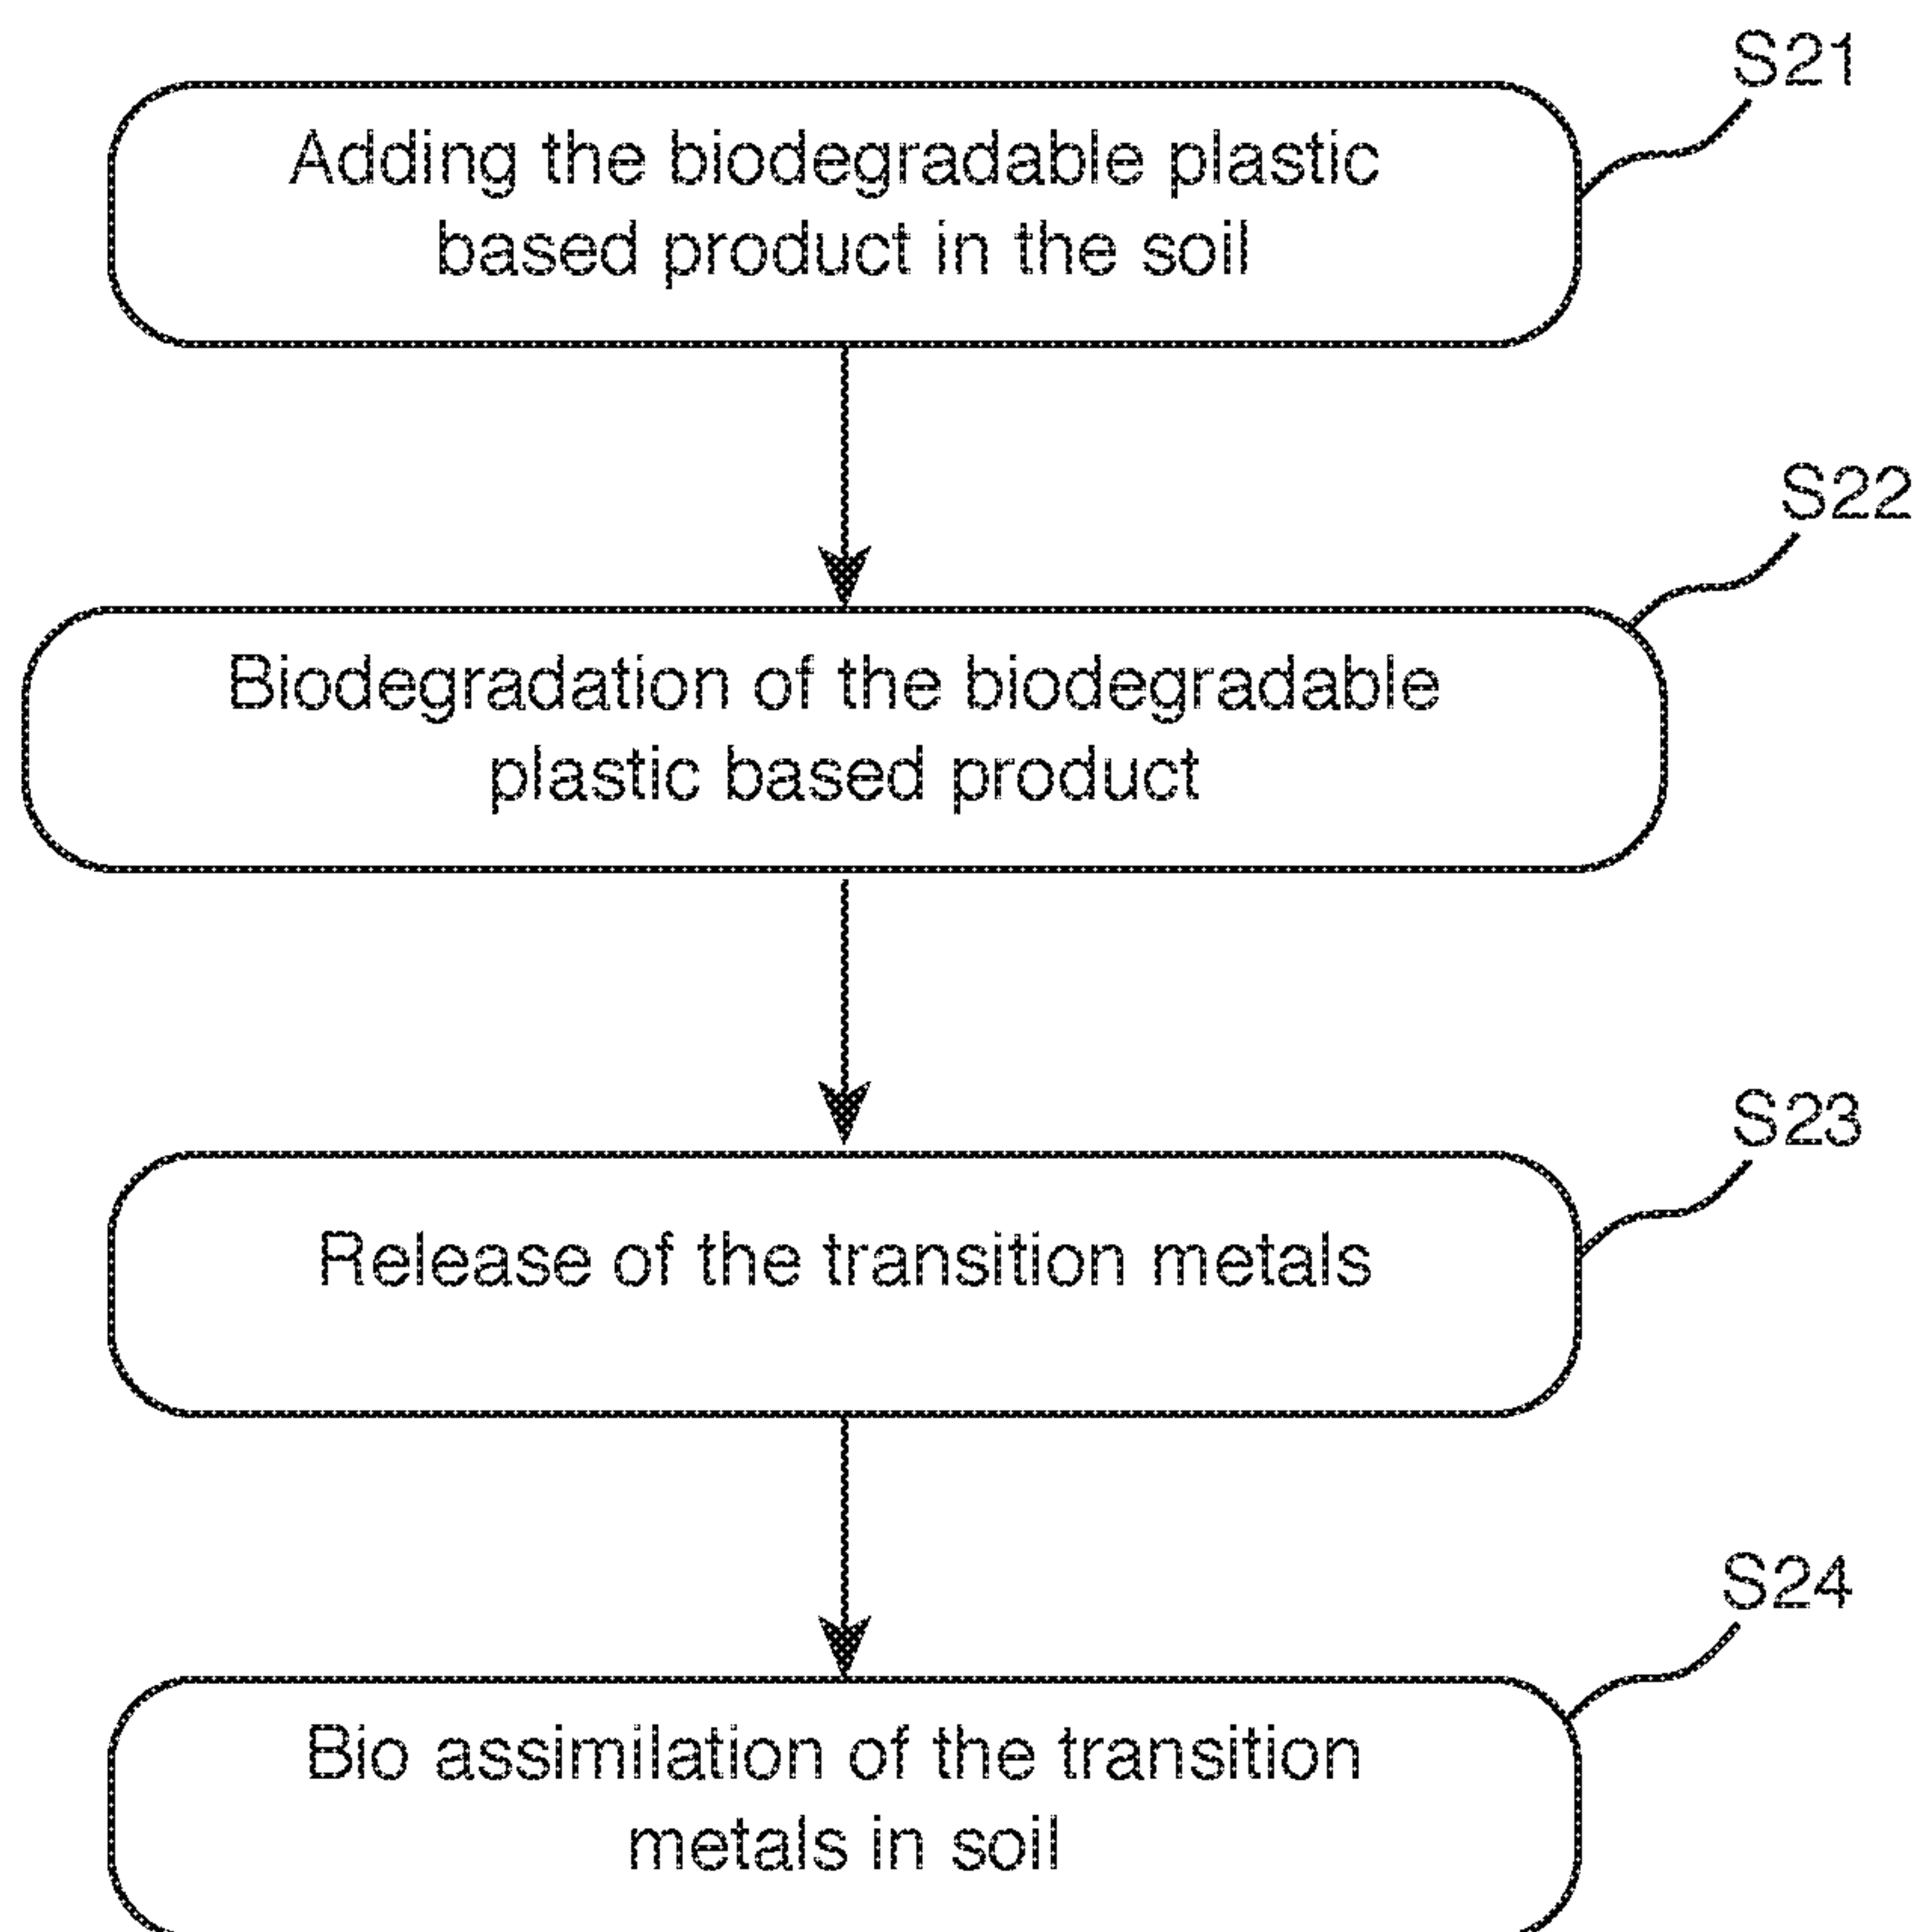 S21
Adding the biodegradable plastic
based product in the soil
S22
Biodegradation of the biodegradable
plastic based product
S23
Release of the transition metals
S24
Bio assimilation of the transition
metals in soil